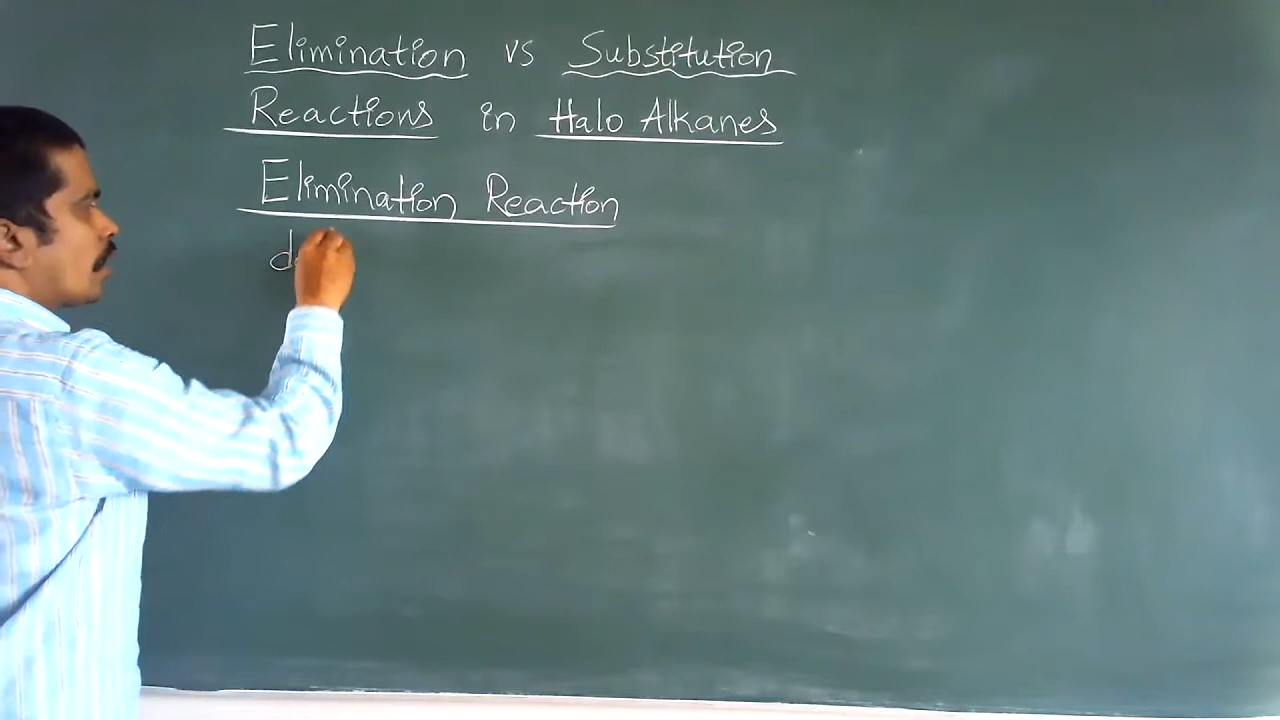 Elimination vs Substitution
Reactions in Halo Alkanes
Elimination Reaction